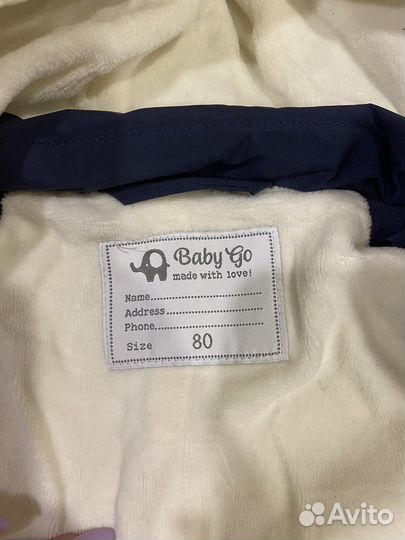 Baby Go
made with love!
Name
Address
Phone
Size 80
Avito